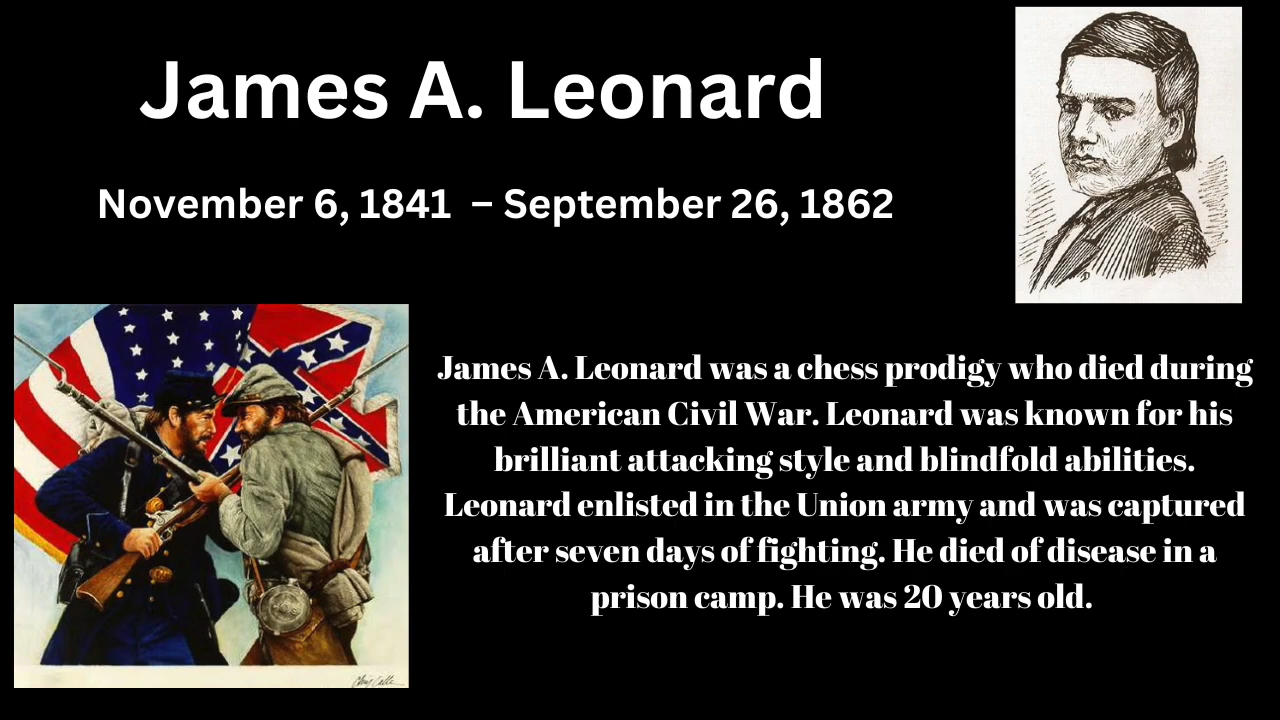 James A. Leonard
November 6, 1841 – September 26, 1862
James A. Leonard was a chess prodigy who died during
the American Civil War. Leonard was known for his
brilliant attacking style and blindfold abilities.
Leonard enlisted in the Union army and was captured
after seven days of fighting. He died of disease in a
prison camp. He was 20 years old.